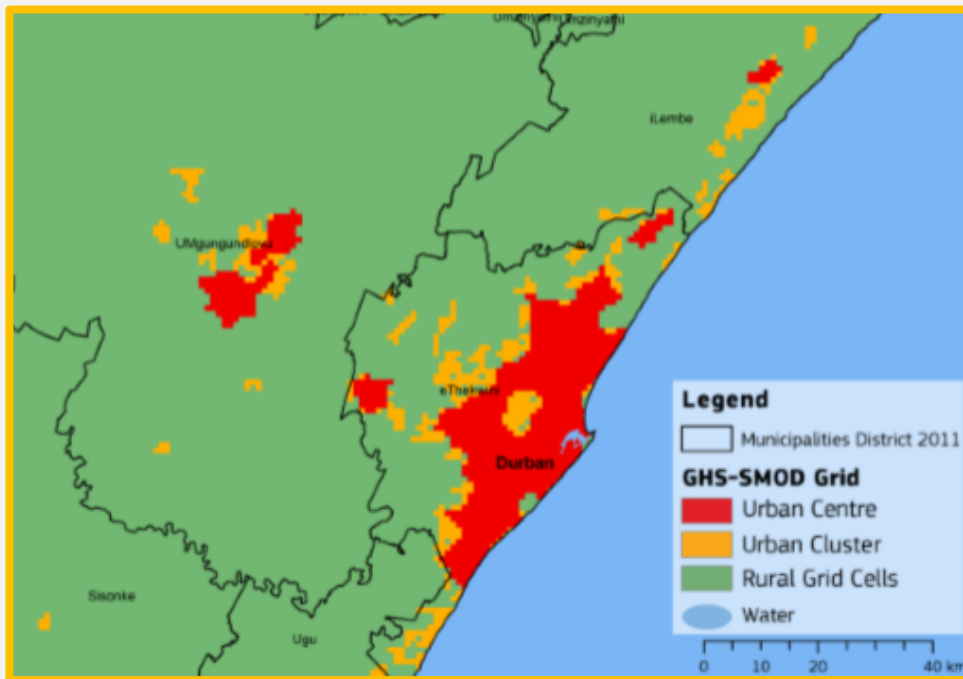 iLembe
UMgungundlovu
eThekwini
Durban
Sisonke
Ugu
Legend
Municipalities District 2011
GHS-SMOD Grid
Urban Centre
Urban Cluster
Rural Grid Cells
Water
0 10 20 40 km